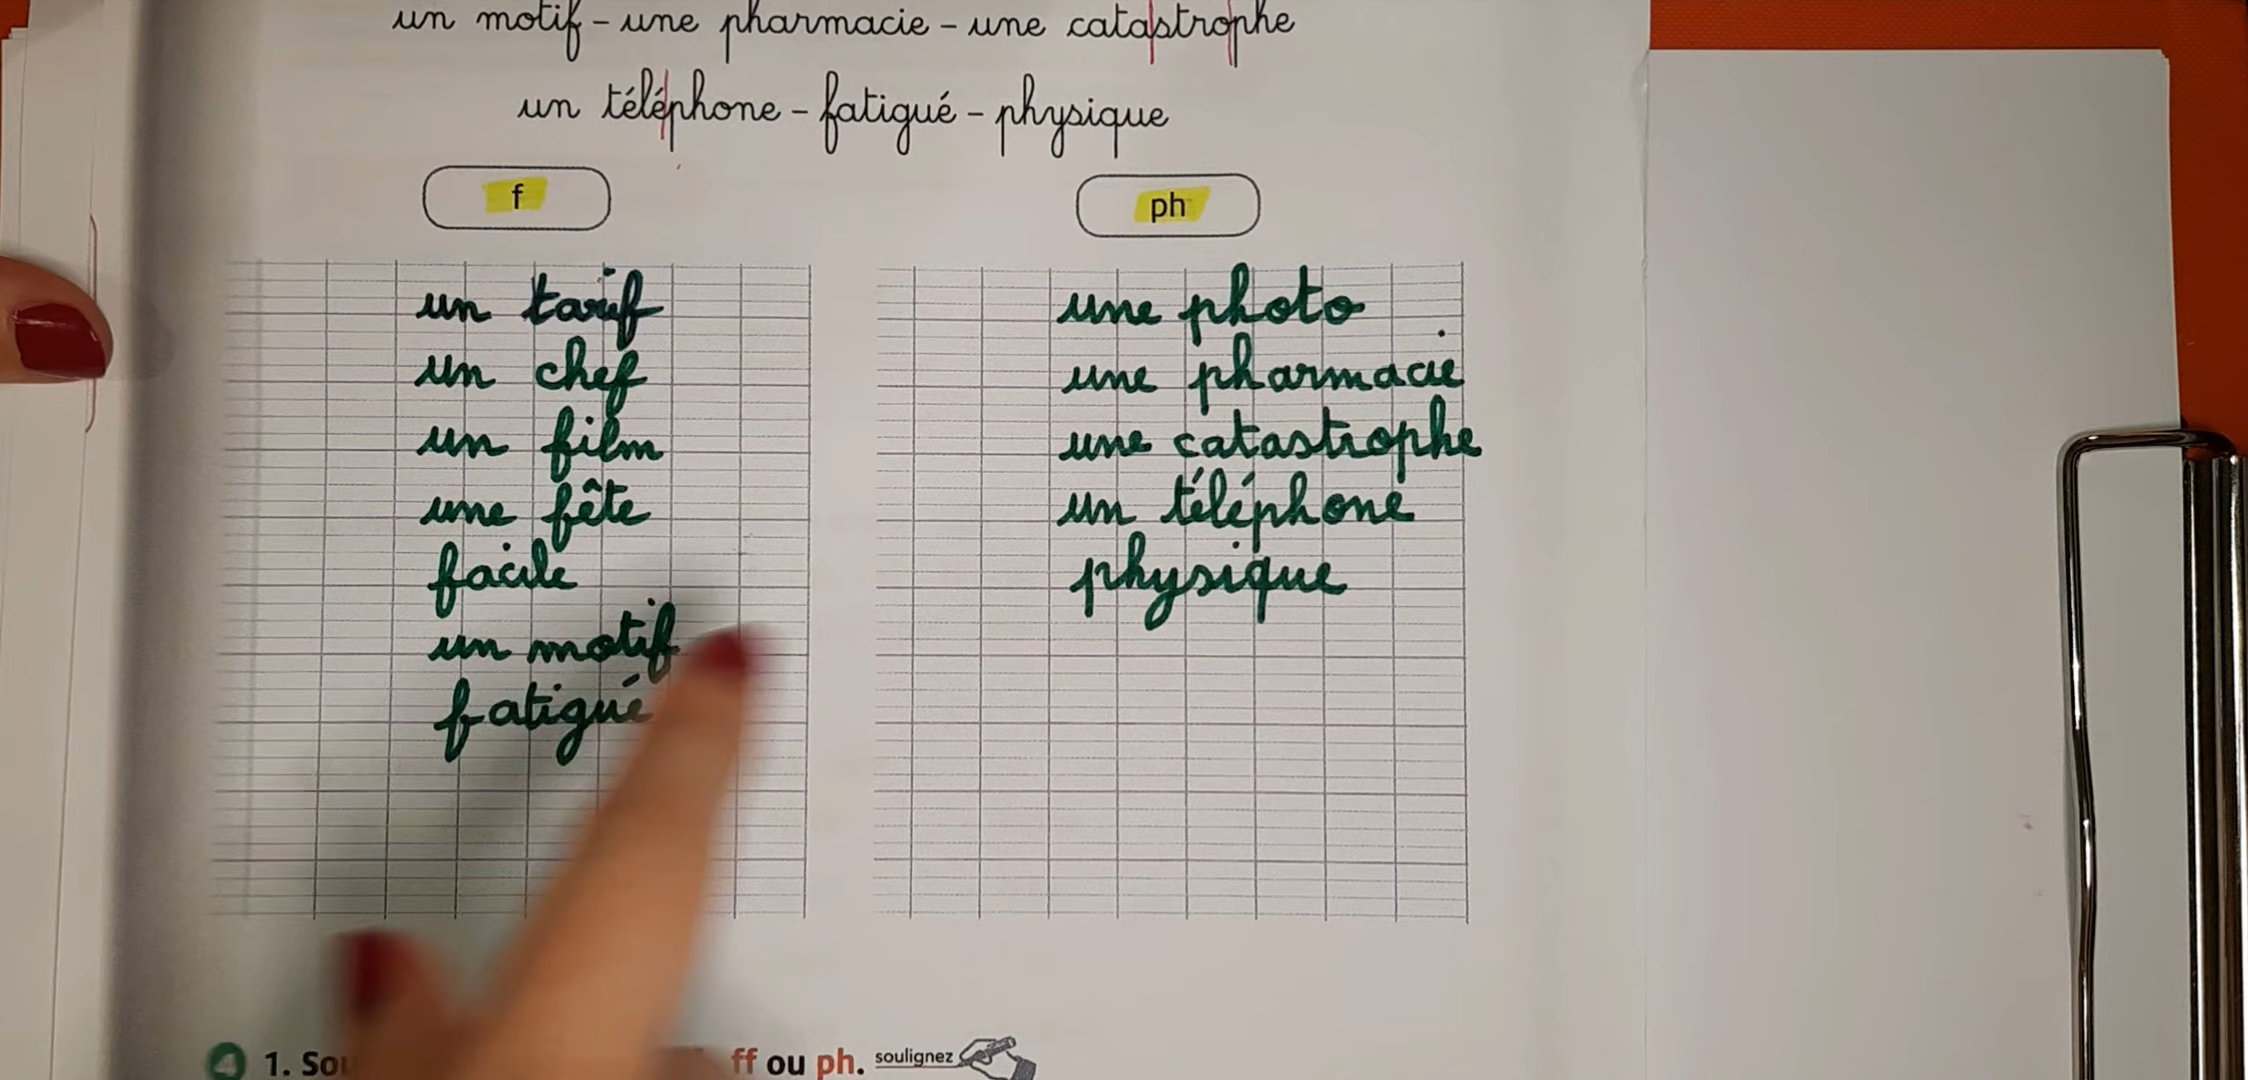 un motif - une pharmacie - une catastrophe
un téléphone - fatigué - physique
f
ph
un tarif
un chef
un film
une fête
facile
un motif
fatigué
une photo
une pharmacie
une catastrophe
un téléphone
physique
4 1. ff ou ph. soulignez